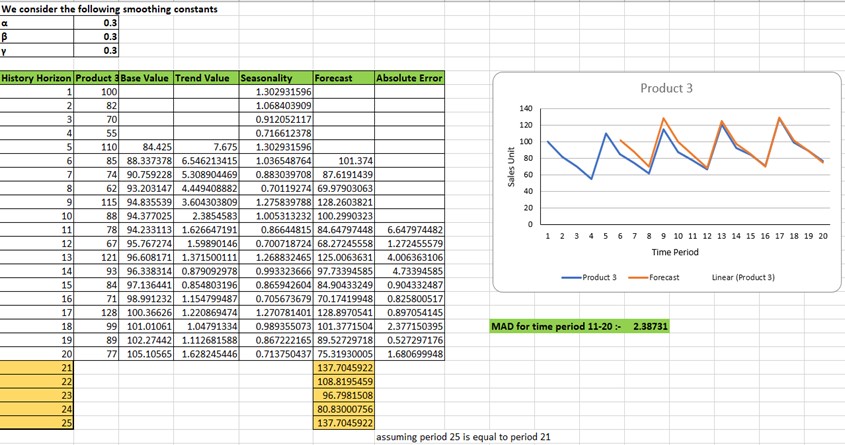 We consider the following smoothing constants
α 0.3
β 0.3
γ 0.3
History Horizon Product 3 Base Value Trend Value Seasonality Forecast Absolute Error
1 100 1.302931596
2 82 1.068403909
3 70 0.912052117
4 55 0.716612378
5 110 84.425 7.675 1.302931596
6 85 88.337378 6.546213415 1.036548764 101.374
7 74 90.759228 5.308904469 0.883039708 87.6191439
8 62 93.203147 4.449408882 0.70119274 69.97903063
9 115 94.835539 3.604303809 1.275839788 128.2603821
10 88 94.377025 2.3854583 1.005313232 100.2990323
11 78 94.233113 1.626647191 0.86644815 84.64797448 6.647974482
12 67 95.767274 1.59890146 0.700718724 68.27245558 1.272455579
13 121 96.608171 1.371500111 1.268832465 125.0063631 4.006363106
14 93 96.338314 0.879092978 0.993323666 97.73394585 4.73394585
15 84 97.136441 0.854803196 0.865942604 84.90433249 0.904332487
16 71 98.991232 1.154799487 0.705673679 70.17419948 0.825800517
17 128 100.36626 1.220869474 1.270781401 128.8970541 0.897054145
18 99 101.01061 1.04791334 0.989355073 101.3771504 2.377150395
19 89 102.27442 1.112681588 0.867222165 89.52729718 0.527297176
20 77 105.10565 1.628245446 0.713750437 75.31930005 1.680699948
21 137.7045922
22 108.8195459
23 96.7981508
24 80.83000756
25 137.7045922
assuming period 25 is equal to period 21
Product 3
Sales Unit
140
120
100
80
60
40
20
0
1 2 3 4 5 6 7 8 9 10 11 12 13 14 15 16 17 18 19 20
Time Period
Product 3 Forecast Linear (Product 3)
MAD for time period 11-20 :- 2.38731